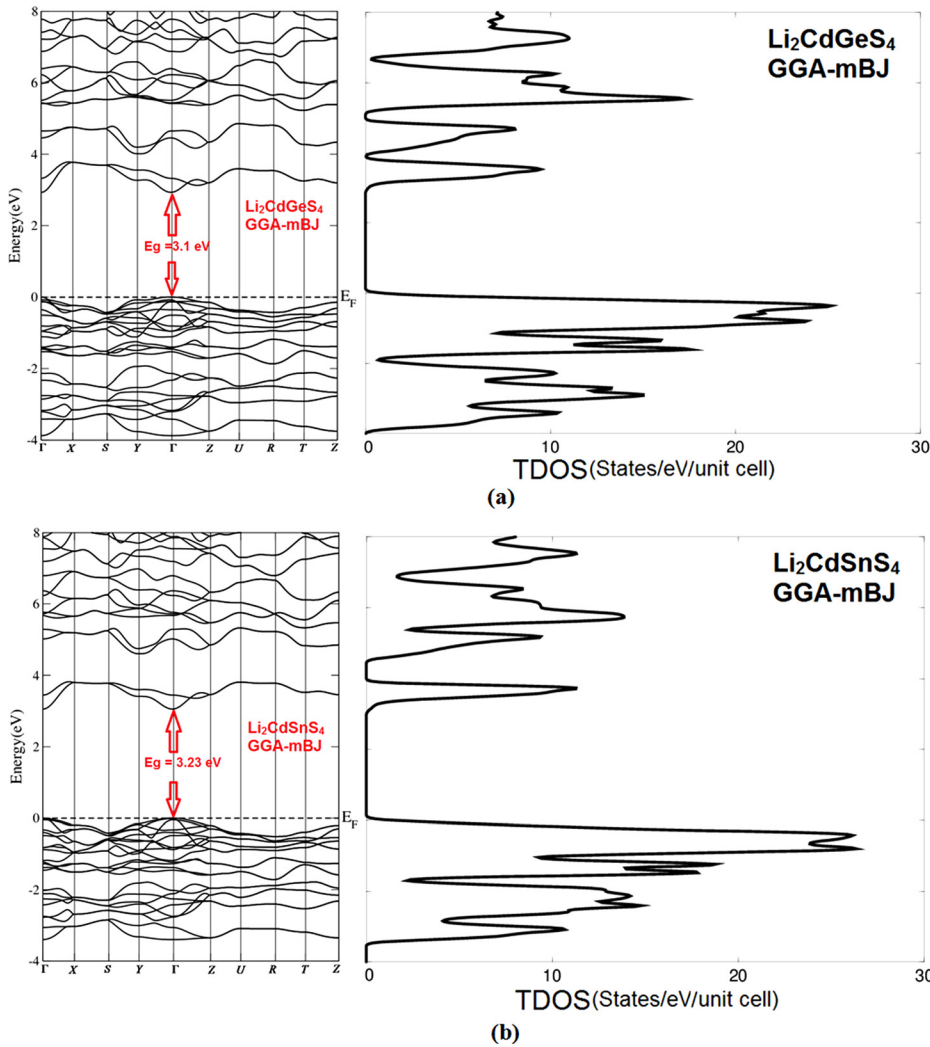 8
6
4
2
0
-2
-4
Energy(eV)
Li₂CdGeS₄
GGA-mBJ
Eg =3.1 eV
E_F
Γ X S Y Γ Z U R T Z
Li₂CdGeS₄
GGA-mBJ
0 10 20 30
TDOS(States/eV/unit cell)
(a)
8
6
4
2
0
-2
-4
Energy(eV)
Li₂CdSnS₄
GGA-mBJ
Eg = 3.23 eV
E_F
Γ X S Y Γ Z U R T Z
Li₂CdSnS₄
GGA-mBJ
0 10 20 30
TDOS(States/eV/unit cell)
(b)